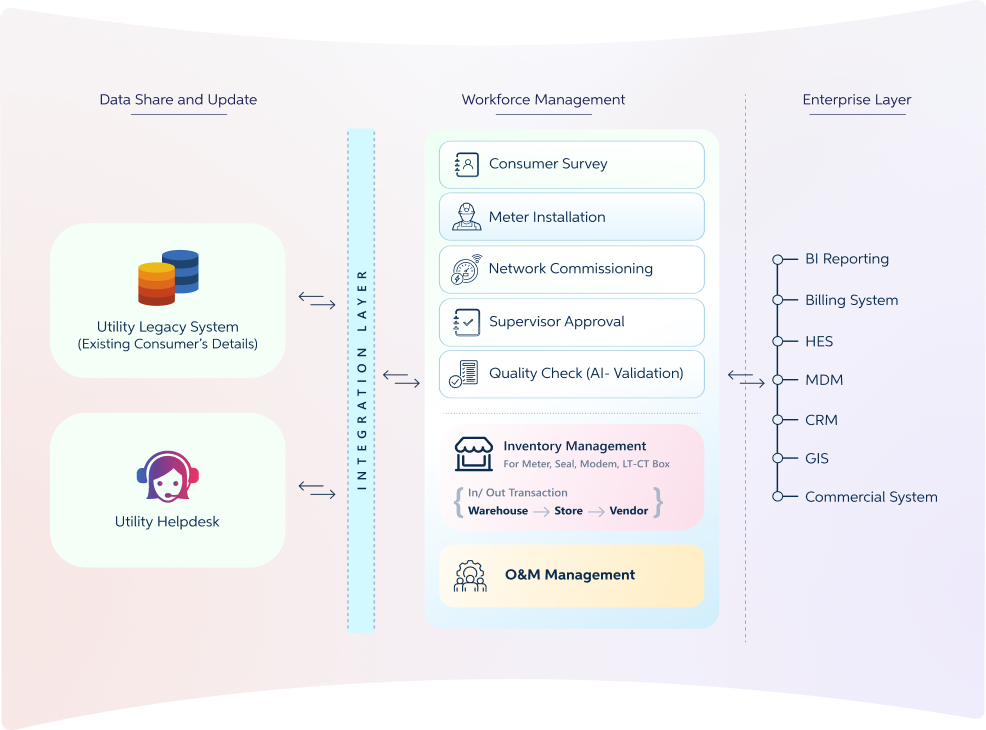 Data Share and Update
Workforce Management
Enterprise Layer
Utility Legacy System
(Existing Consumer’s Details)
Utility Helpdesk
INTEGRATION LAYER
Consumer Survey
Meter Installation
Network Commissioning
Supervisor Approval
Quality Check (AI- Validation)
Inventory Management
For Meter, Seal, Modem, LT-CT Box
{ In/ Out Transaction }
Warehouse → Store → Vendor
O&M Management
BI Reporting
Billing System
HES
MDM
CRM
GIS
Commercial System